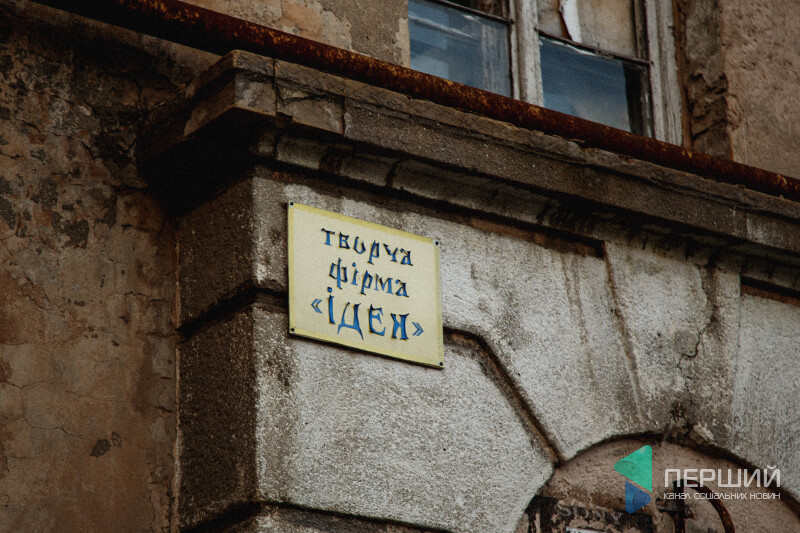 творча
фірма
«ІДЕЯ»
ПЕРШИЙ
КАНАЛ СОЦІАЛЬНИХ НОВИН